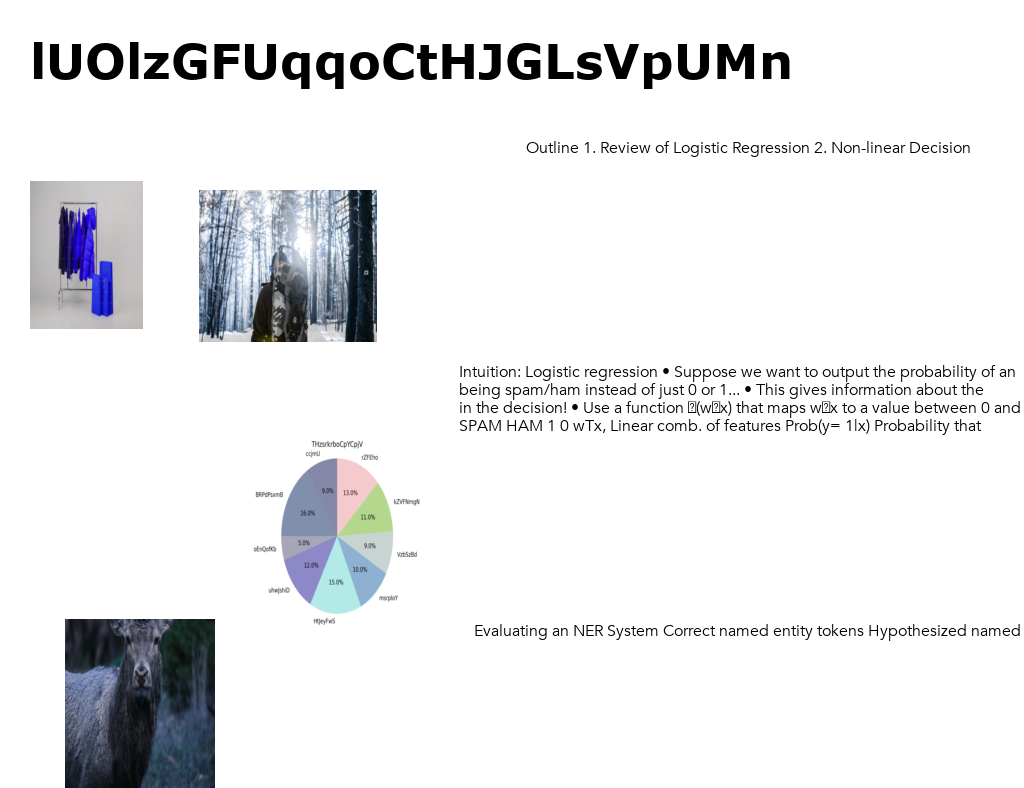 lUOlzGFUqqoCtHJGLsVpUMn
Outline 1. Review of Logistic Regression 2. Non-linear Decision
Intuition: Logistic regression • Suppose we want to output the probability of an
being spam/ham instead of just 0 or 1... • This gives information about the
in the decision! • Use a function (wx) that maps wx to a value between 0 and
SPAM HAM 1 0 wTx, Linear comb. of features Prob(y= 1|x) Probability that
THzsrkrboCpYCpjV
ccjmU
rZFEho
BRPdPsxmB
9.0%
13.0%
kZVFNmgN
16.0%
11.0%
oEnQofKb
5.0%
9.0%
VzbSzBd
12.0%
10.0%
15.0%
uhwJshiD
msrploY
HtJeyFwS
Evaluating an NER System Correct named entity tokens Hypothesized named